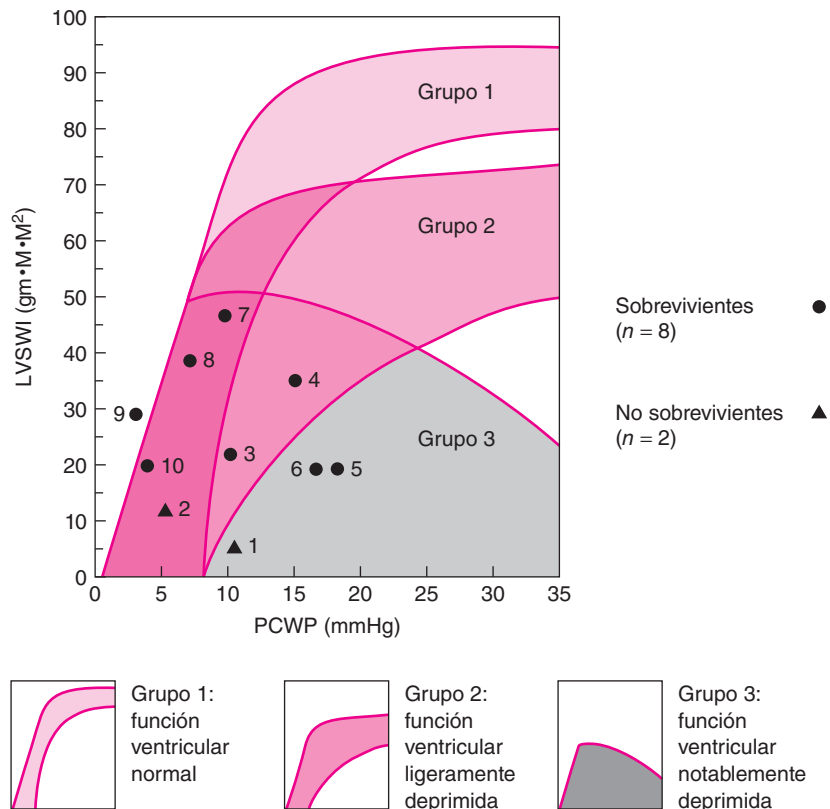 100
90
80
70
60
50
40
30
20
10
0
LVSWI (gm•M•M²)
0 5 10 15 20 25 30 35
PCWP (mmHg)
Grupo 1
Grupo 2
Grupo 3
7
8
4
9
3
10
6 5
2
1
Sobrevivientes ●
(n = 8)
No sobrevivientes ▲
(n = 2)
Grupo 1:
función
ventricular
normal
Grupo 2:
función
ventricular
ligeramente
deprimida
Grupo 3:
función
ventricular
notablemente
deprimida